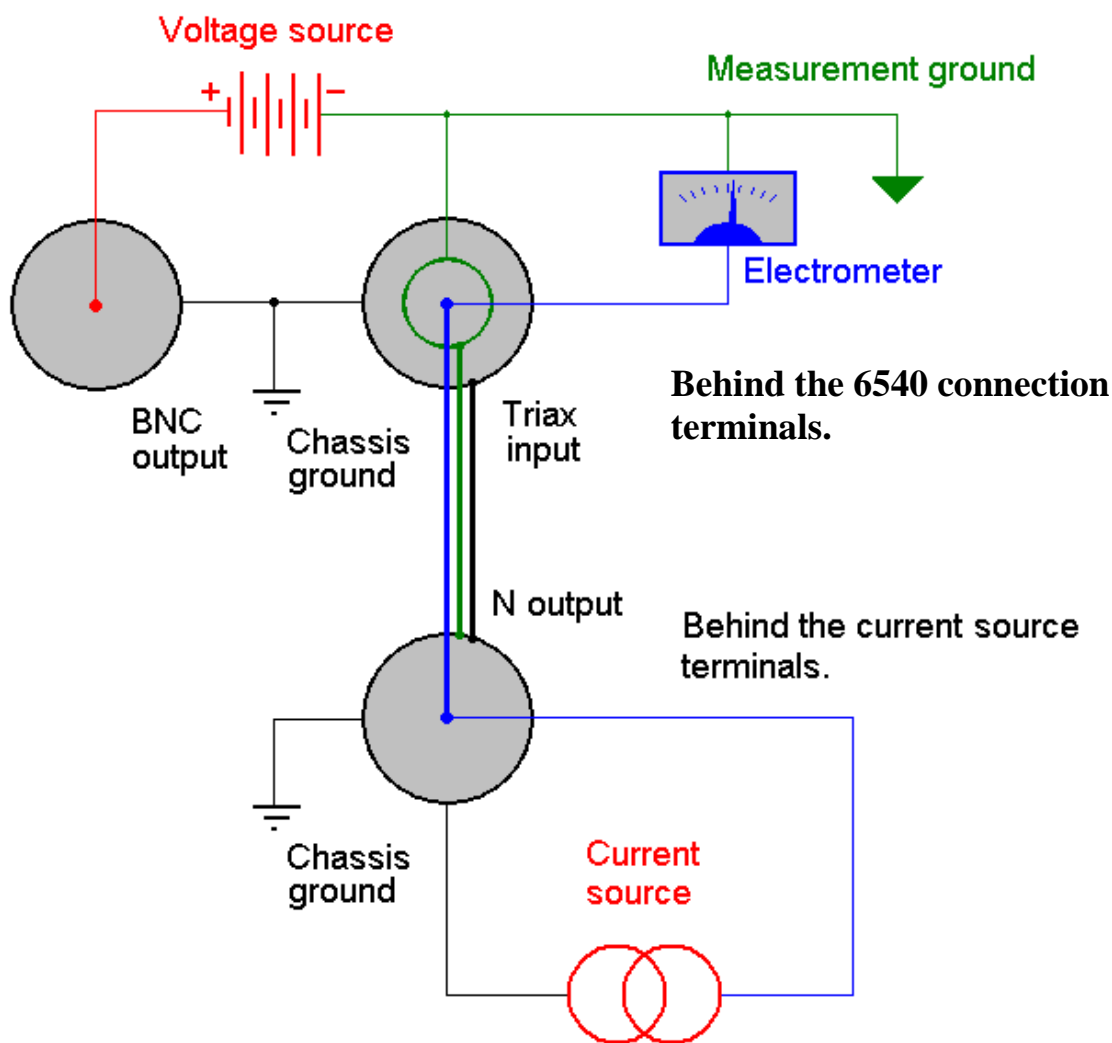 Voltage source
+
−
Measurement ground
Electrometer
BNC
output
Chassis
ground
Triax
input
Behind the 6540 connection
terminals.
N output
Behind the current source
terminals.
Chassis
ground
Current
source